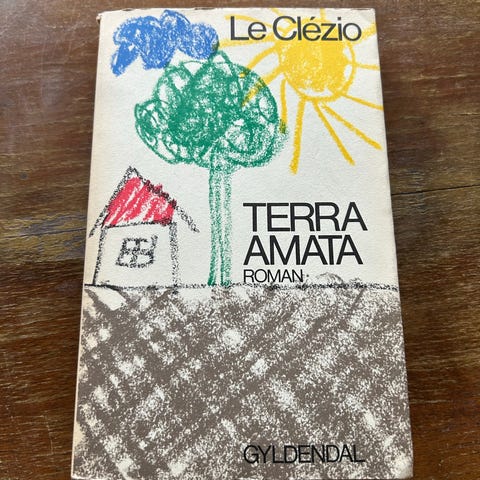 Le Clézio
TERRA
AMATA
ROMAN
GYLDENDAL